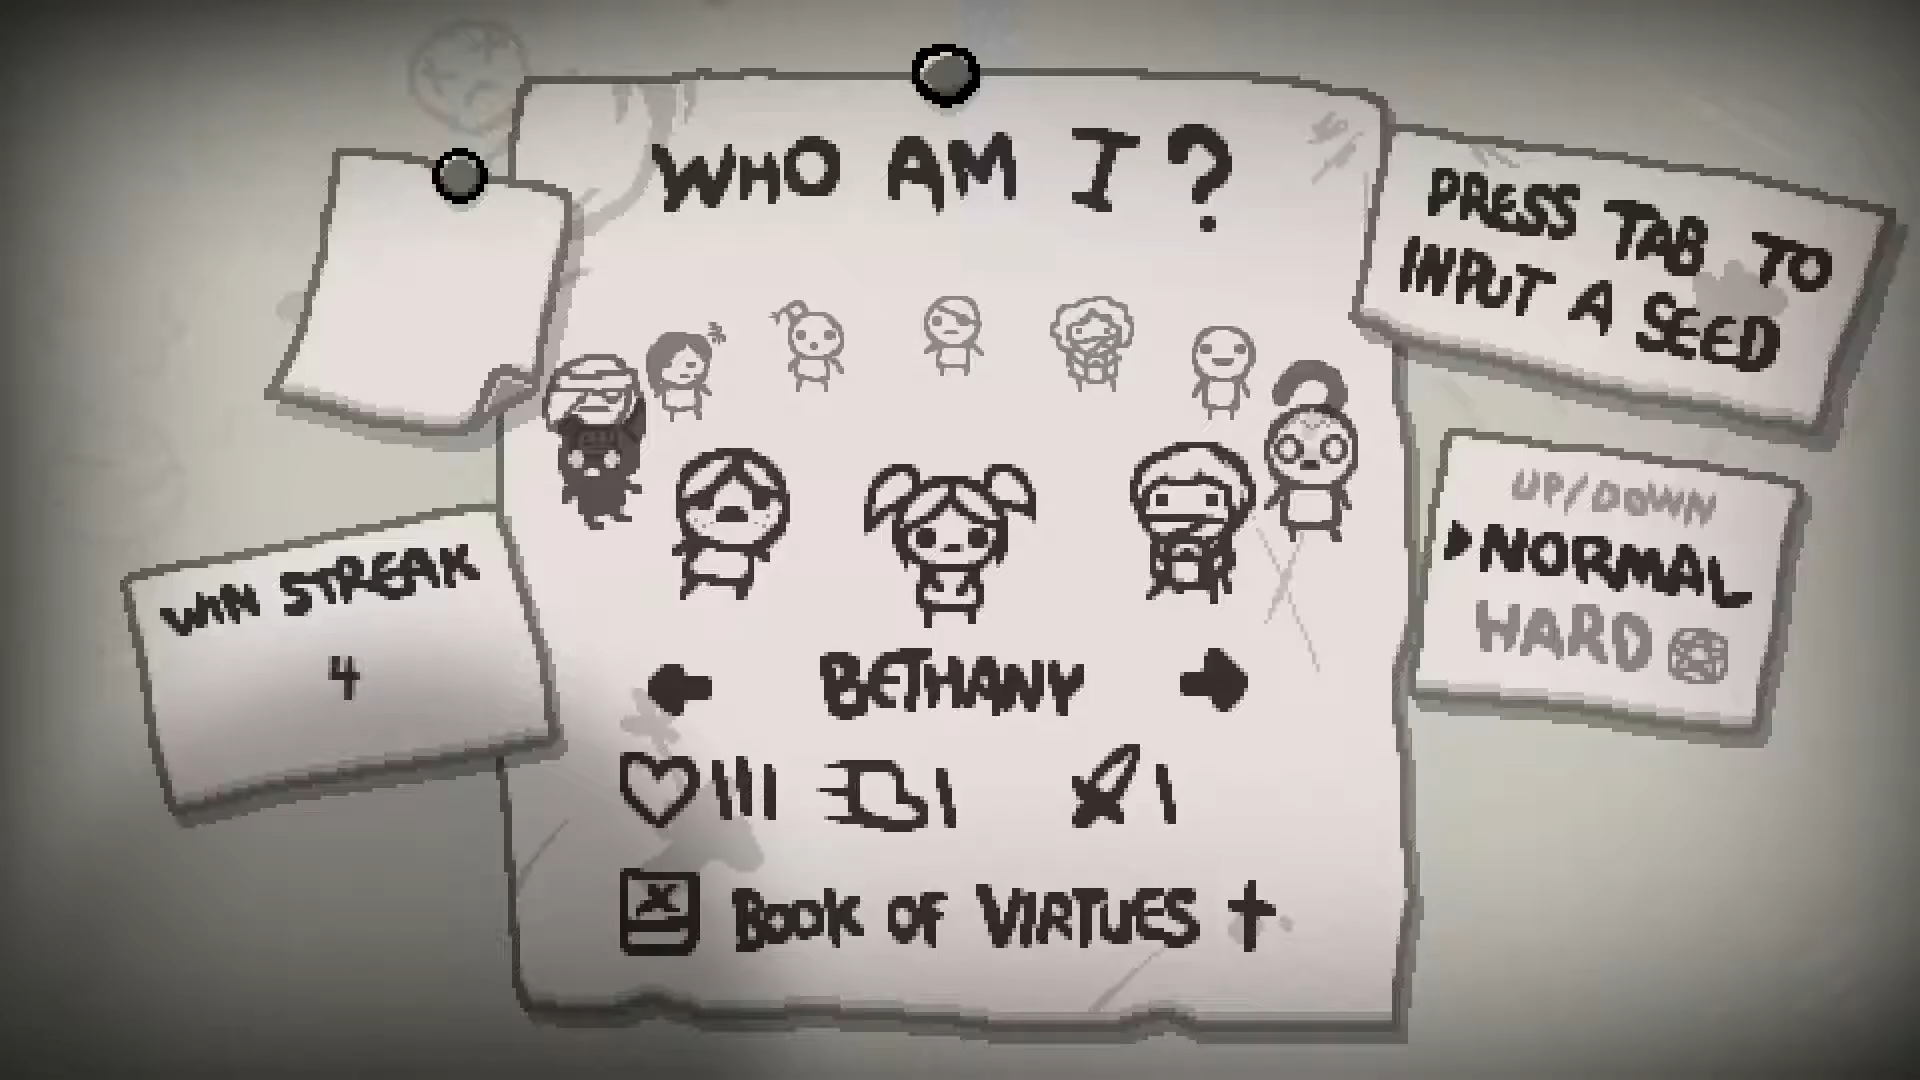 WHO AM I?
PRESS TAB TO
INPUT A SEED
UP/DOWN
NORMAL
HARD
WIN STREAK
4
BETHANY
BOOK OF VIRTUES